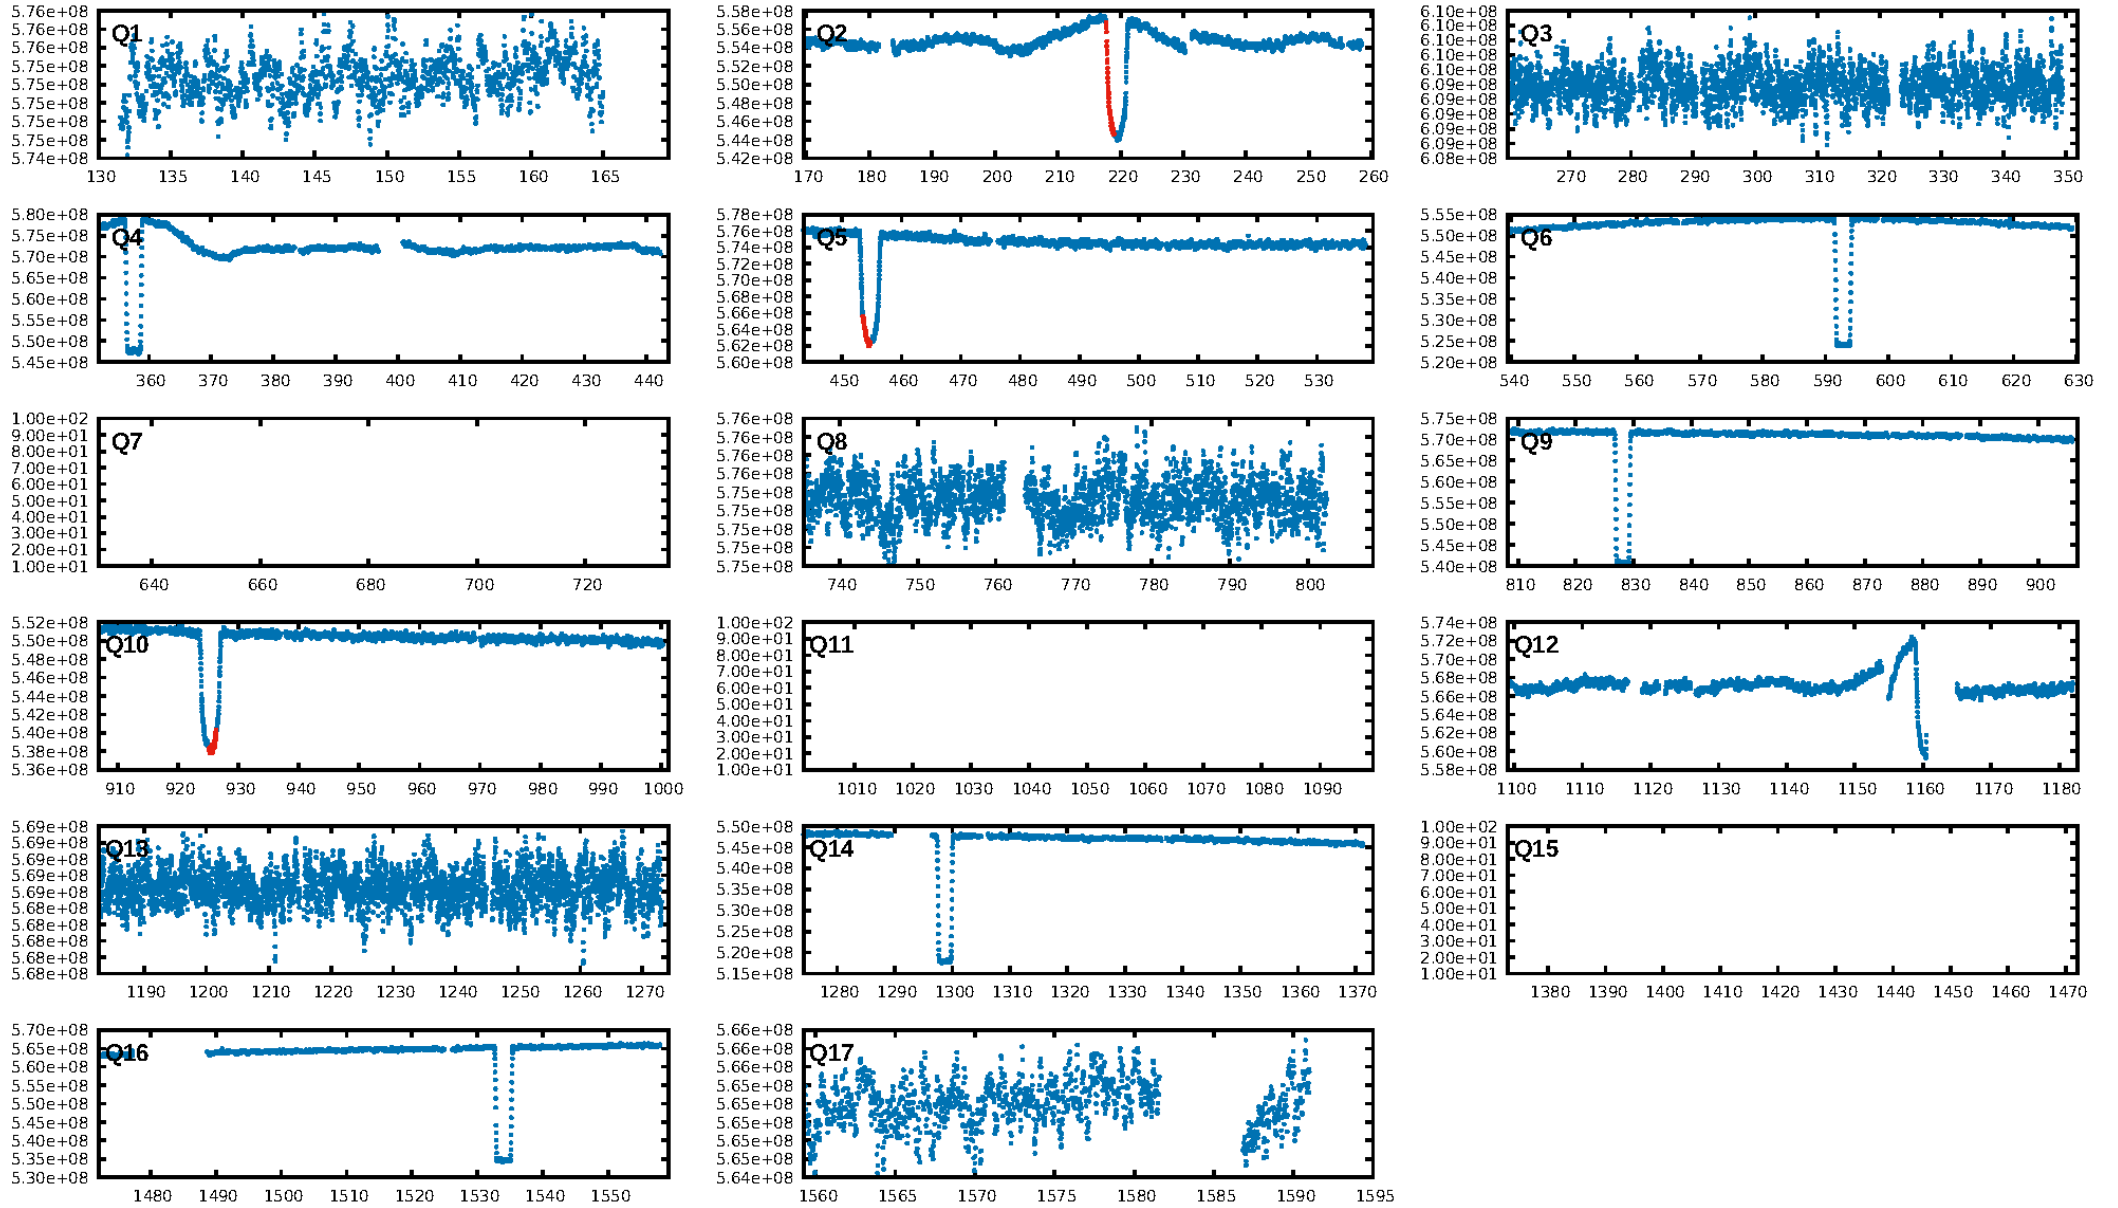 Q1
5.76e+08
5.76e+08
5.76e+08
5.75e+08
5.75e+08
5.75e+08
5.75e+08
5.75e+08
5.74e+08
130 135 140 145 150 155 160 165
Q2
5.58e+08
5.56e+08
5.54e+08
5.52e+08
5.50e+08
5.48e+08
5.46e+08
5.44e+08
5.42e+08
170 180 190 200 210 220 230 240 250 260
Q3
6.10e+08
6.10e+08
6.10e+08
6.10e+08
6.10e+08
6.09e+08
6.09e+08
6.09e+08
6.09e+08
6.09e+08
6.08e+08
270 280 290 300 310 320 330 340 350
Q4
5.80e+08
5.75e+08
5.70e+08
5.65e+08
5.60e+08
5.55e+08
5.50e+08
5.45e+08
360 370 380 390 400 410 420 430 440
Q5
5.78e+08
5.76e+08
5.74e+08
5.72e+08
5.70e+08
5.68e+08
5.66e+08
5.64e+08
5.62e+08
5.60e+08
450 460 470 480 490 500 510 520 530
Q6
5.55e+08
5.50e+08
5.45e+08
5.40e+08
5.35e+08
5.30e+08
5.25e+08
5.20e+08
540 550 560 570 580 590 600 610 620 630
Q7
1.00e+02
9.00e+01
8.00e+01
7.00e+01
6.00e+01
5.00e+01
4.00e+01
3.00e+01
2.00e+01
1.00e+01
640 660 680 700 720
Q8
5.76e+08
5.76e+08
5.76e+08
5.76e+08
5.75e+08
5.75e+08
5.75e+08
5.75e+08
5.75e+08
740 750 760 770 780 790 800
Q9
5.75e+08
5.70e+08
5.65e+08
5.60e+08
5.55e+08
5.50e+08
5.45e+08
5.40e+08
810 820 830 840 850 860 870 880 890 900
Q10
5.52e+08
5.50e+08
5.48e+08
5.46e+08
5.44e+08
5.42e+08
5.40e+08
5.38e+08
5.36e+08
910 920 930 940 950 960 970 980 990 1000
Q11
1.00e+02
9.00e+01
8.00e+01
7.00e+01
6.00e+01
5.00e+01
4.00e+01
3.00e+01
2.00e+01
1.00e+01
1010 1020 1030 1040 1050 1060 1070 1080 1090
Q12
5.74e+08
5.72e+08
5.70e+08
5.68e+08
5.66e+08
5.64e+08
5.62e+08
5.60e+08
5.58e+08
1100 1110 1120 1130 1140 1150 1160 1170 1180
Q13
5.69e+08
5.69e+08
5.69e+08
5.69e+08
5.69e+08
5.68e+08
5.68e+08
5.68e+08
5.68e+08
5.68e+08
1190 1200 1210 1220 1230 1240 1250 1260 1270
Q14
5.50e+08
5.45e+08
5.40e+08
5.35e+08
5.30e+08
5.25e+08
5.20e+08
5.15e+08
1280 1290 1300 1310 1320 1330 1340 1350 1360 1370
Q15
1.00e+02
9.00e+01
8.00e+01
7.00e+01
6.00e+01
5.00e+01
4.00e+01
3.00e+01
2.00e+01
1.00e+01
1380 1390 1400 1410 1420 1430 1440 1450 1460 1470
Q16
5.70e+08
5.65e+08
5.60e+08
5.55e+08
5.50e+08
5.45e+08
5.40e+08
5.35e+08
5.30e+08
1480 1490 1500 1510 1520 1530 1540 1550
Q17
5.66e+08
5.66e+08
5.66e+08
5.65e+08
5.65e+08
5.65e+08
5.65e+08
5.65e+08
5.64e+08
1560 1565 1570 1575 1580 1585 1590 1595